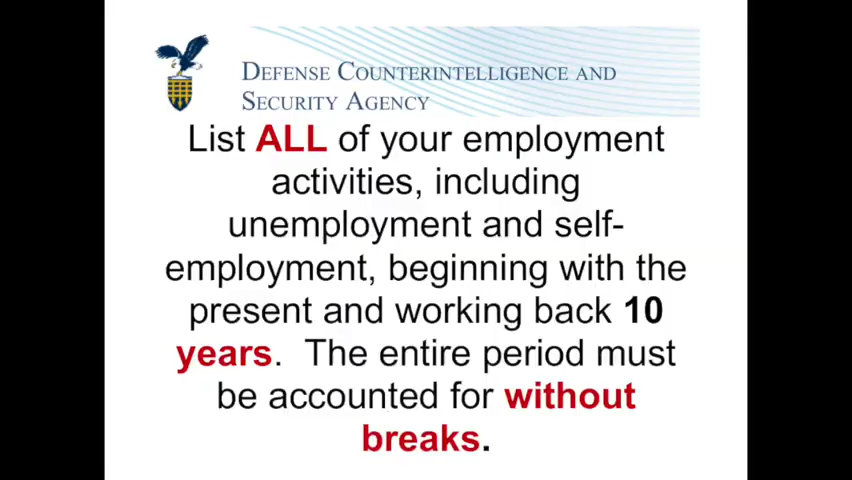 DEFENSE COUNTERINTELLIGENCE AND
SECURITY AGENCY
List ALL of your employment
activities, including
unemployment and self-
employment, beginning with the
present and working back 10
years. The entire period must
be accounted for without
breaks.